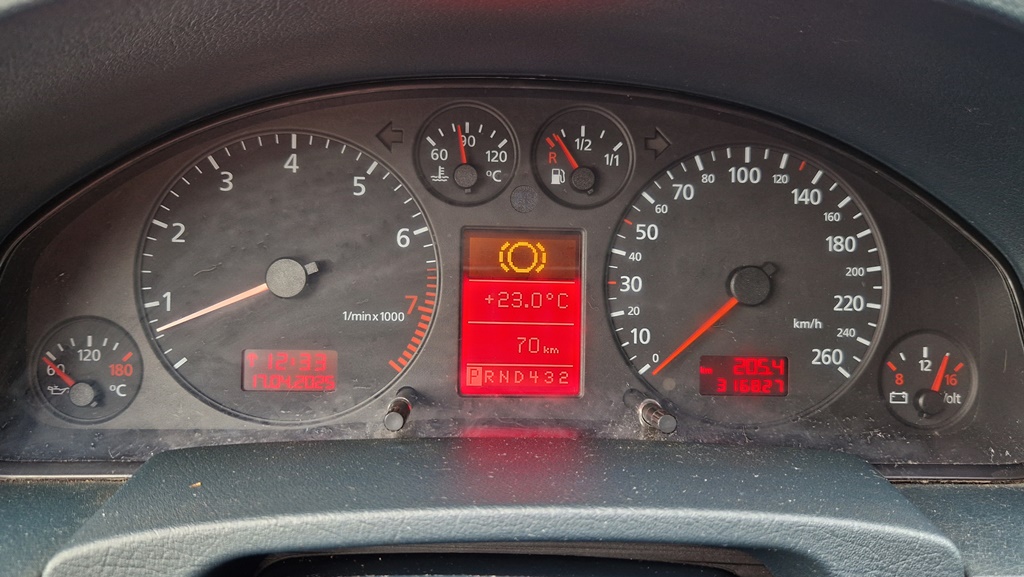 1 2 3 4 5 6 7
1/min x 1000
12:33
17.04.2025
60 120 180
°C
60 90 120
°C
R 1/2 1/1
+23.0°C
70 km
PRND432
0 10 20 30 40 50 60 70 80 100 120 140 160 180 200 220 240 260
km/h
205.4
316827
8 12 16
Volt